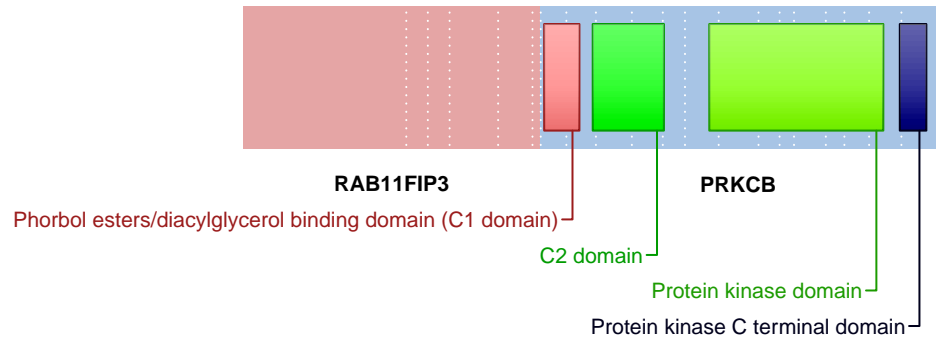 RAB11FIP3
PRKCB
Phorbol esters/diacylglycerol binding domain (C1 domain)
C2 domain
Protein kinase domain
Protein kinase C terminal domain